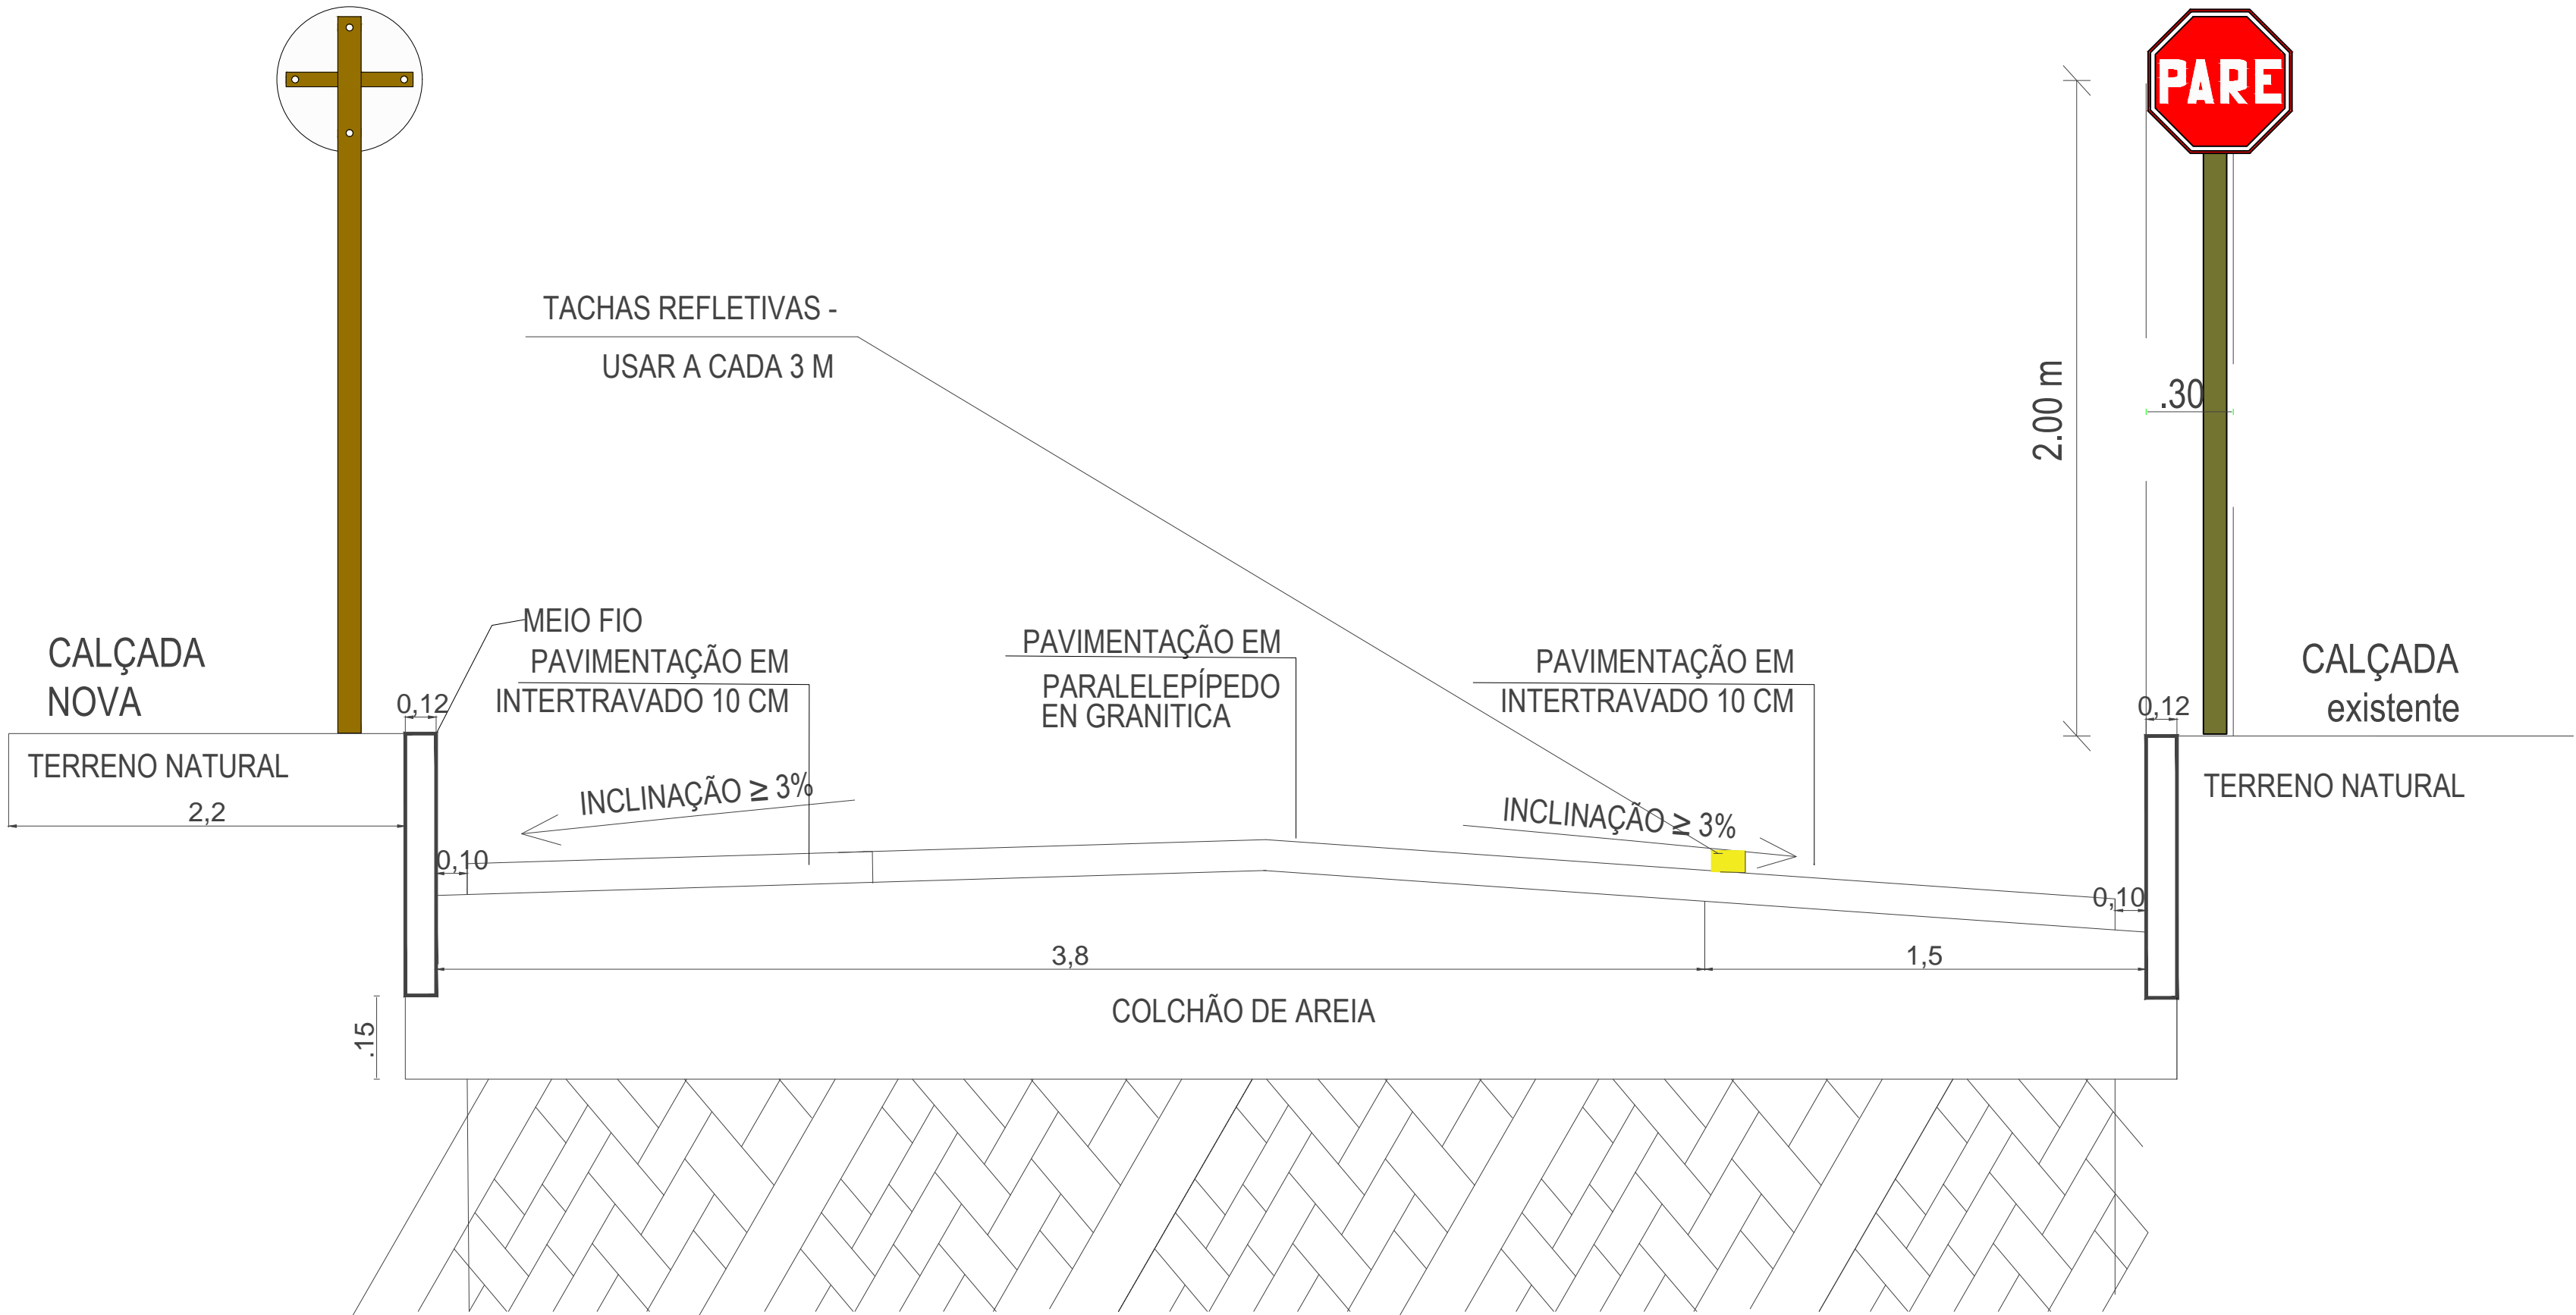 PARE
TACHAS REFLETIVAS -
USAR A CADA 3 M
2.00 m
.30
MEIO FIO
CALÇADA
NOVA
PAVIMENTAÇÃO EM
INTERTRAVADO 10 CM
PAVIMENTAÇÃO EM
PARALELEPÍPEDO
EN GRANITICA
PAVIMENTAÇÃO EM
INTERTRAVADO 10 CM
CALÇADA
existente
0,12
0,12
TERRENO NATURAL
TERRENO NATURAL
2,2
INCLINAÇÃO ≥ 3%
INCLINAÇÃO ≥ 3%
0,10
0,10
3,8
1,5
COLCHÃO DE AREIA
.15